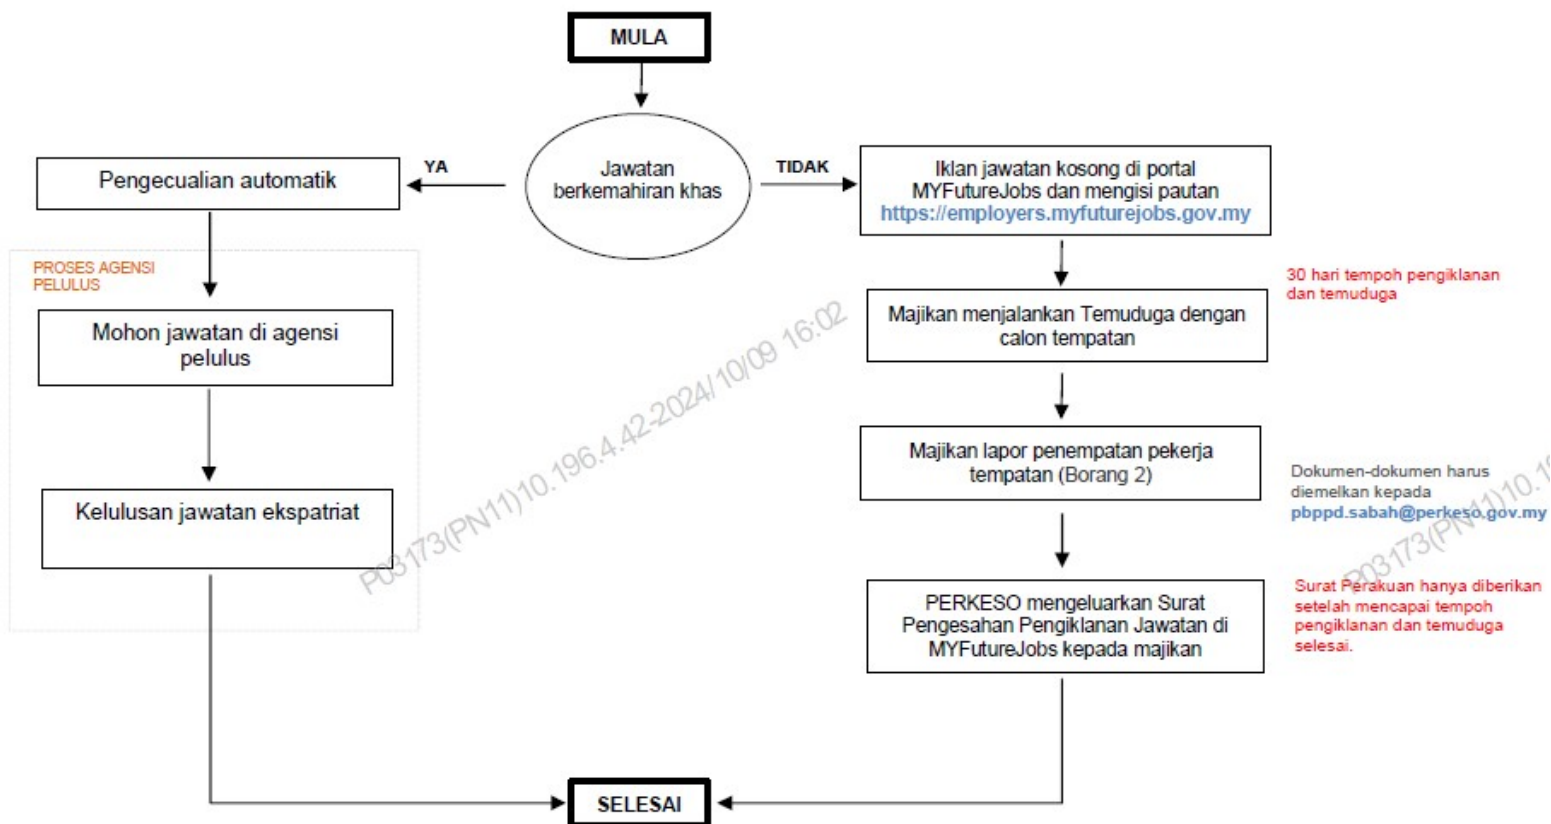 MULA
Jawatan
berkemahiran khas
YA
TIDAK
Pengecualian automatik
PROSES AGENSI
PELULUS
Mohon jawatan di agensi
pelulus
Kelulusan jawatan ekspatriat
Iklan jawatan kosong di portal
MYFutureJobs dan mengisi pautan
https://employers.myfuturejobs.gov.my
30 hari tempoh pengiklanan
dan temuduga
Majikan menjalankan Temuduga dengan
calon tempatan
Majikan lapor penempatan pekerja
tempatan (Borang 2)
Dokumen-dokumen harus
diemelkan kepada
pbppd.sabah@perkeso.gov.my
PERKESO mengeluarkan Surat
Pengesahan Pengiklanan Jawatan di
MYFutureJobs kepada majikan
Surat Perakuan hanya diberikan
setelah mencapai tempoh
pengiklanan dan temuduga
selesai.
SELESAI
P03173(PN11)10.196.4.42-2024/10/09 16:02
P03173(PN11)10.19